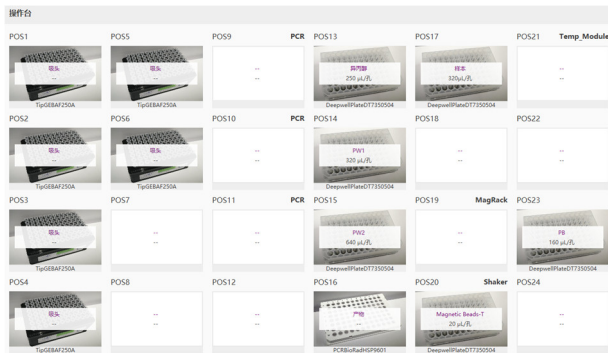 操作台
POS1
POS5
POS9 PCR
POS13
POS17
POS21 Temp_Module
吸头
--
TipGEBAF250A
吸头
--
TipGEBAF250A
--
--
异丙醇
250 μL/孔
DeepwellPlateDT7350504
样本
320μL/孔
DeepwellPlateDT7350504
--
--
POS2
POS6
POS10 PCR
POS14
POS18
POS22
吸头
--
TipGEBAF250A
吸头
--
TipGEBAF250A
--
--
PW1
320 μL/孔
DeepwellPlateDT7350504
--
--
--
--
POS3
POS7
POS11 PCR
POS15
POS19 MagRack
POS23
吸头
--
TipGEBAF250A
--
--
--
--
PW2
640 μL/孔
DeepwellPlateDT7350504
--
--
FB
160 μL/孔
DeepwellPlateDT7350504
POS4
POS8
POS12
POS16
POS20 Shaker
POS24
吸头
--
TipGEBAF250A
--
--
--
--
产物
--
PCRBioRadHSP9601
Magnetic Beads-T
20 μL/孔
DeepwellPlateDT7350504
--
--